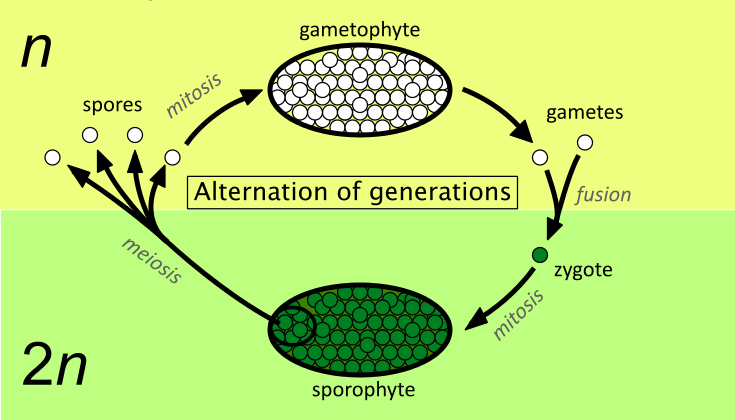 n
gametophyte
mitosis
spores
gametes
Alternation of generations
fusion
meiosis
zygote
mitosis
2n
sporophyte